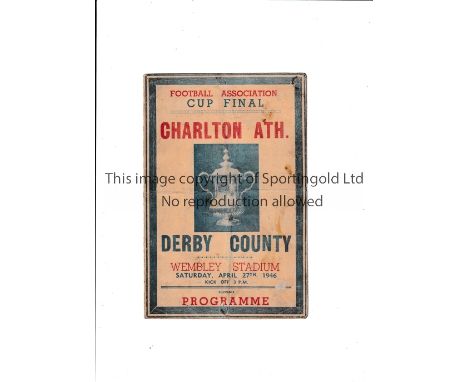 FOOTBALL ASSOCIATION
CUP FINAL
CHARLTON ATH.
This image is copyright of Sportingold Ltd
No reproduction allowed
DERBY COUNTY
WEMBLEY STADIUM
SATURDAY, APRIL 27TH, 1946
KICK OFF 3 P.M.
PROGRAMME